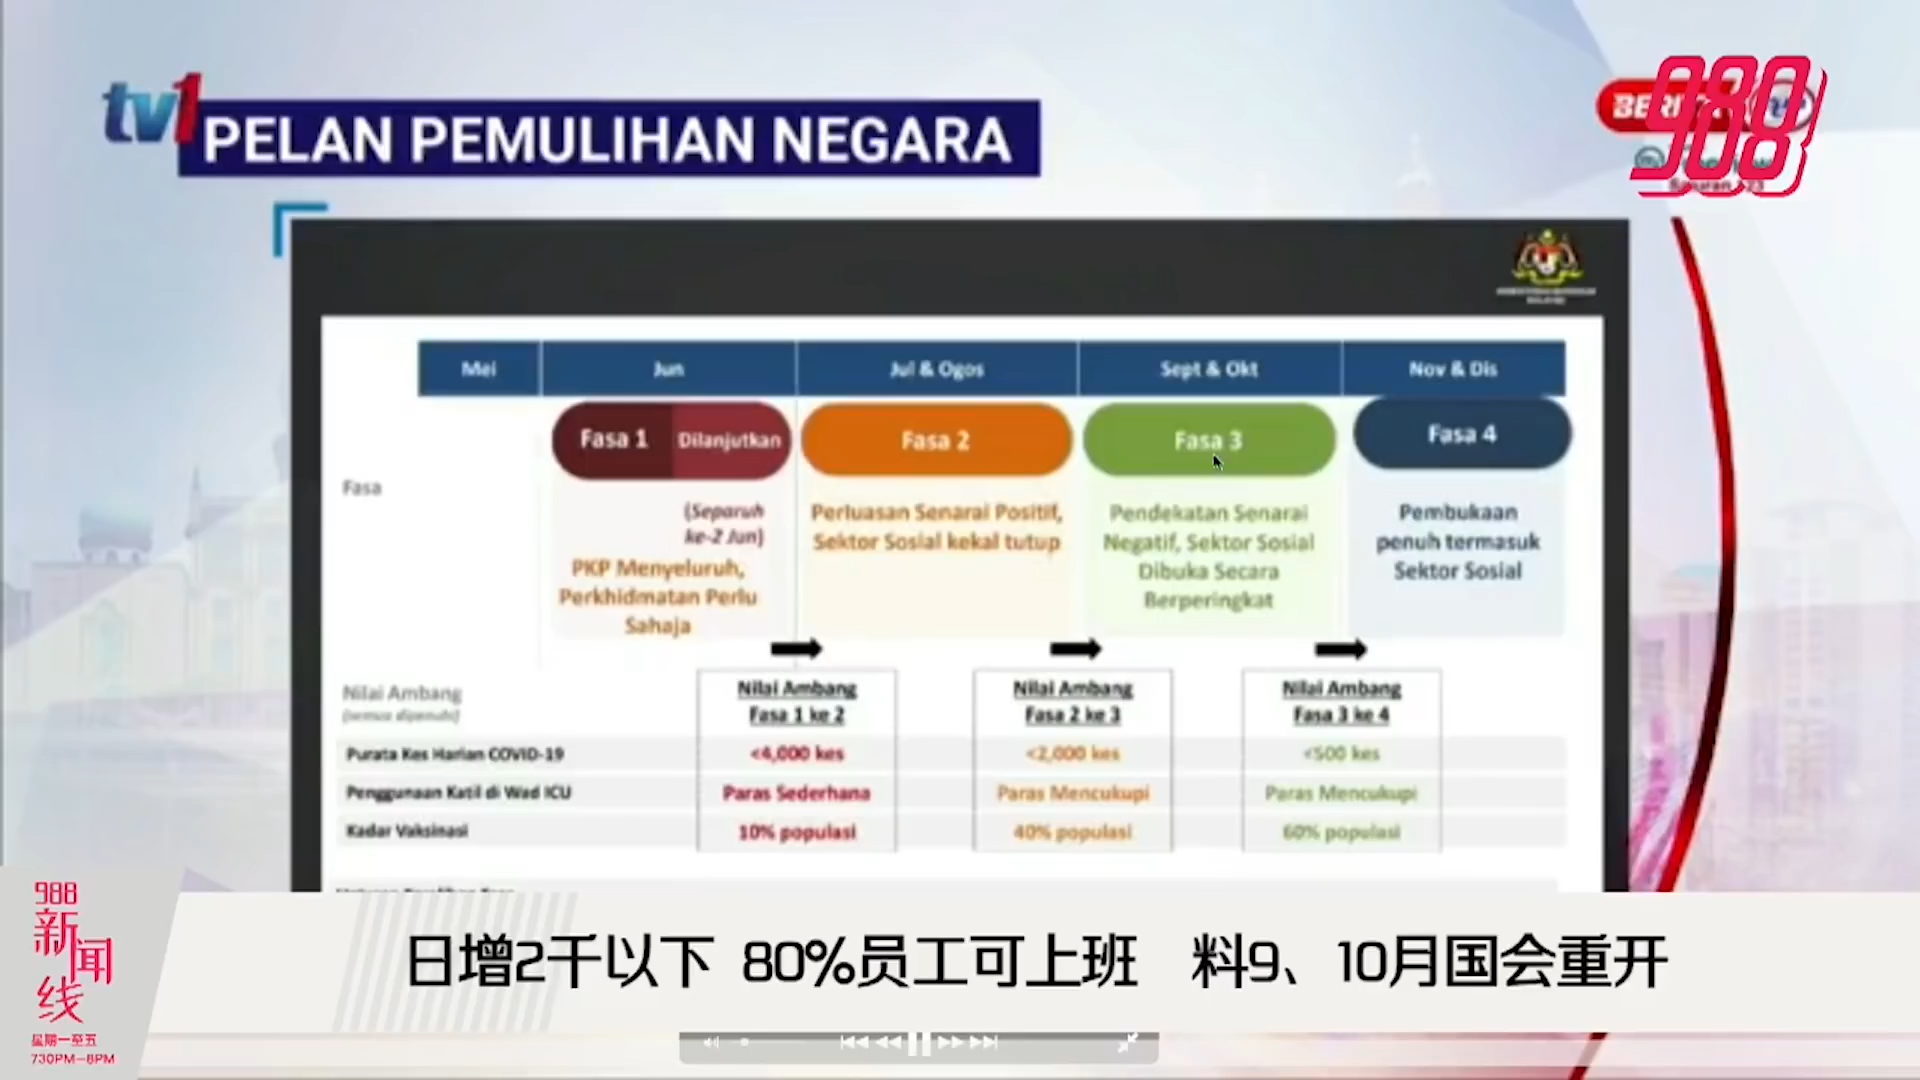 tv1
PELAN PEMULIHAN NEGARA
988
Mei
Jun
Jul & Ogos
Sept & Okt
Nov & Dis
Fasa
Fasa 1
Dilanjutkan
Fasa 2
Fasa 3
Fasa 4
(Separuh
ke-2 Jun)
PKP Menyeluruh,
Perkhidmatan Perlu
Sahaja
Perluasan Senarai Positif,
Sektor Sosial kekal tutup
Pendekatan Senarai
Negatif, Sektor Sosial
Dibuka Secara
Berperingkat
Pembukaan
penuh termasuk
Sektor Sosial
Nilai Ambang
(semua dipenuhi)
Nilai Ambang
Fasa 1 ke 2
Nilai Ambang
Fasa 2 ke 3
Nilai Ambang
Fasa 3 ke 4
Purata Kes Harian COVID-19
<4,000 kes
<2,000 kes
<500 kes
Penggunaan Katil di Wad ICU
Paras Sederhana
Paras Mencukupi
Paras Mencukupi
Kadar Vaksinasi
10% populasi
40% populasi
60% populasi
988
新闻线
星期一至五
730PM–8PM
日增2千以下 80%员工可上班 料9、10月国会重开